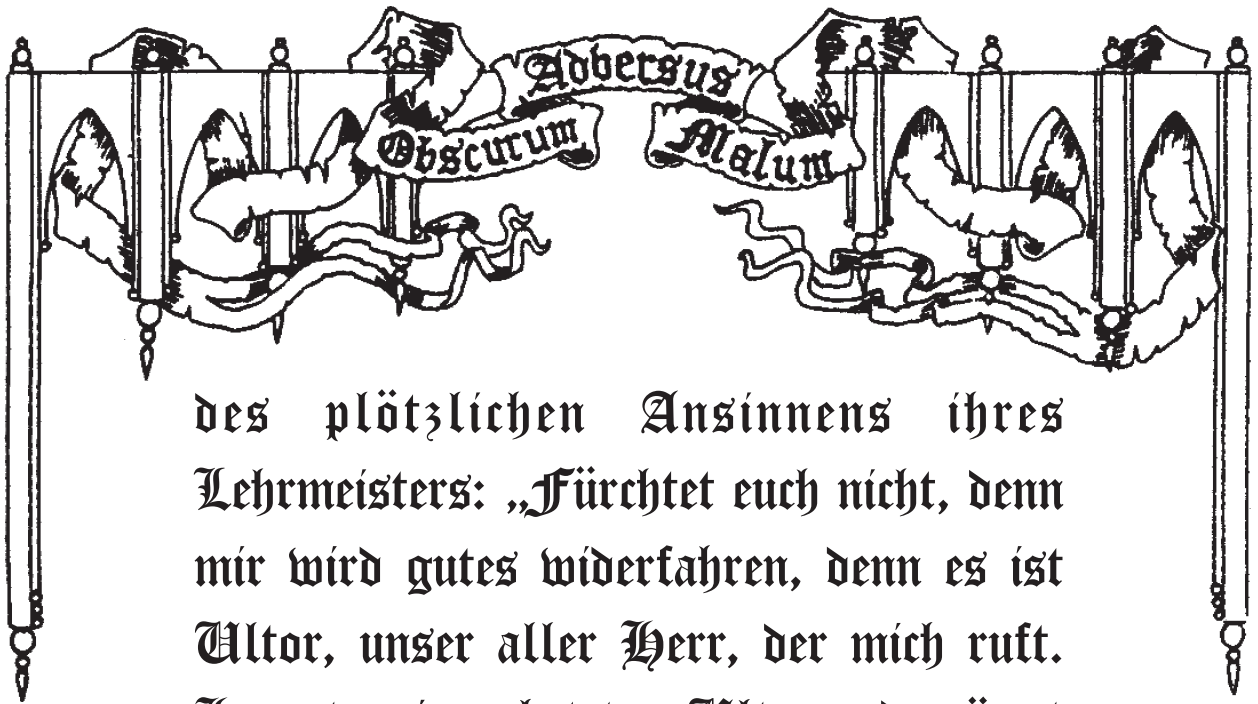 Adversus
Obscurum Malum
des plötzlichen Ansinnens ihres
Lehrmeisters: „Fürchtet euch nicht, denn
mir wird gutes widerfahren, denn es ist
Ultor, unser aller Herr, der mich ruft.